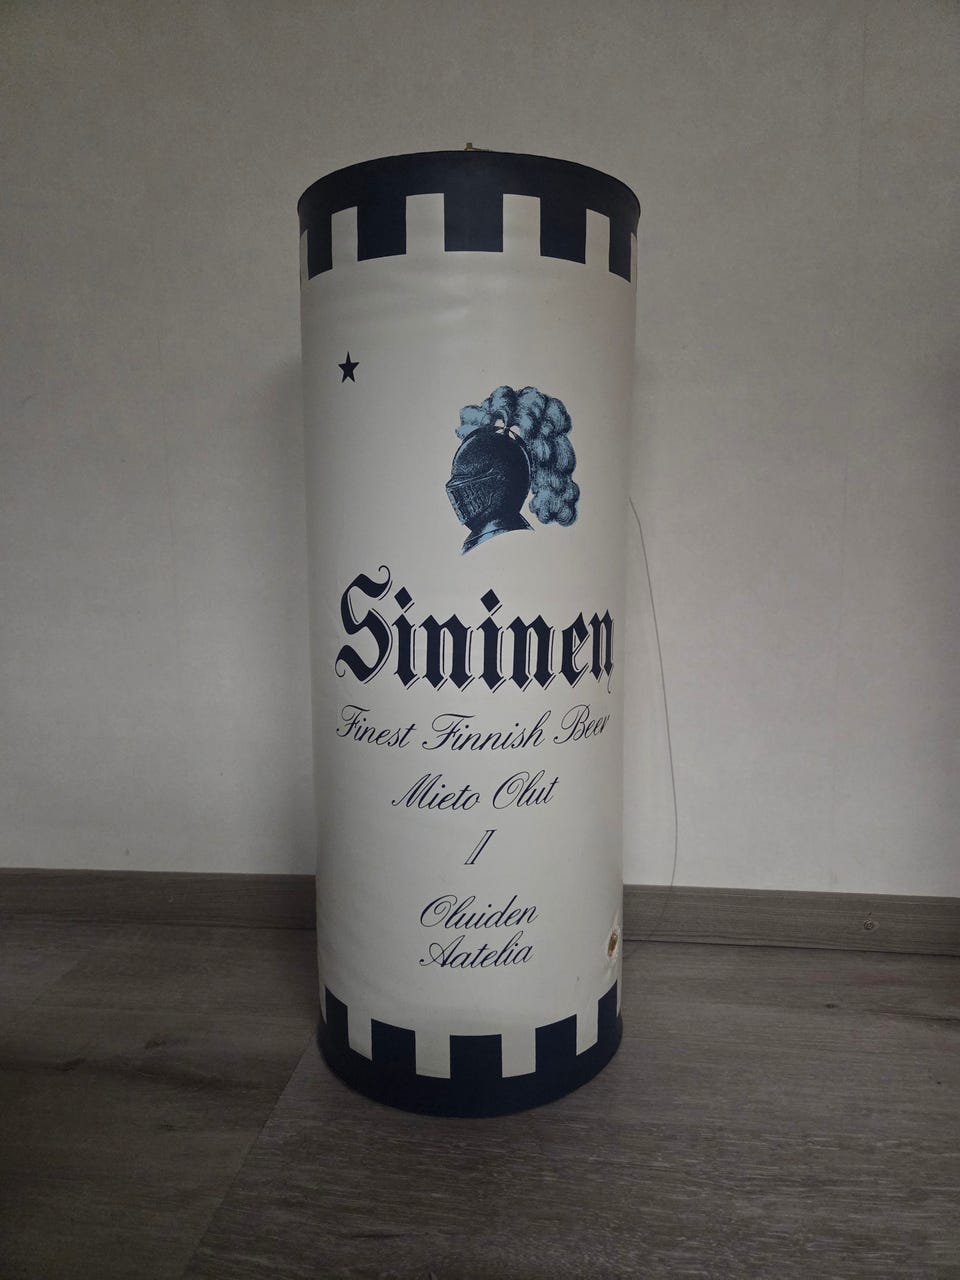 Sininen
Finest Finnish Beer
Mieto Olut
I
Oluiden
Aatelia